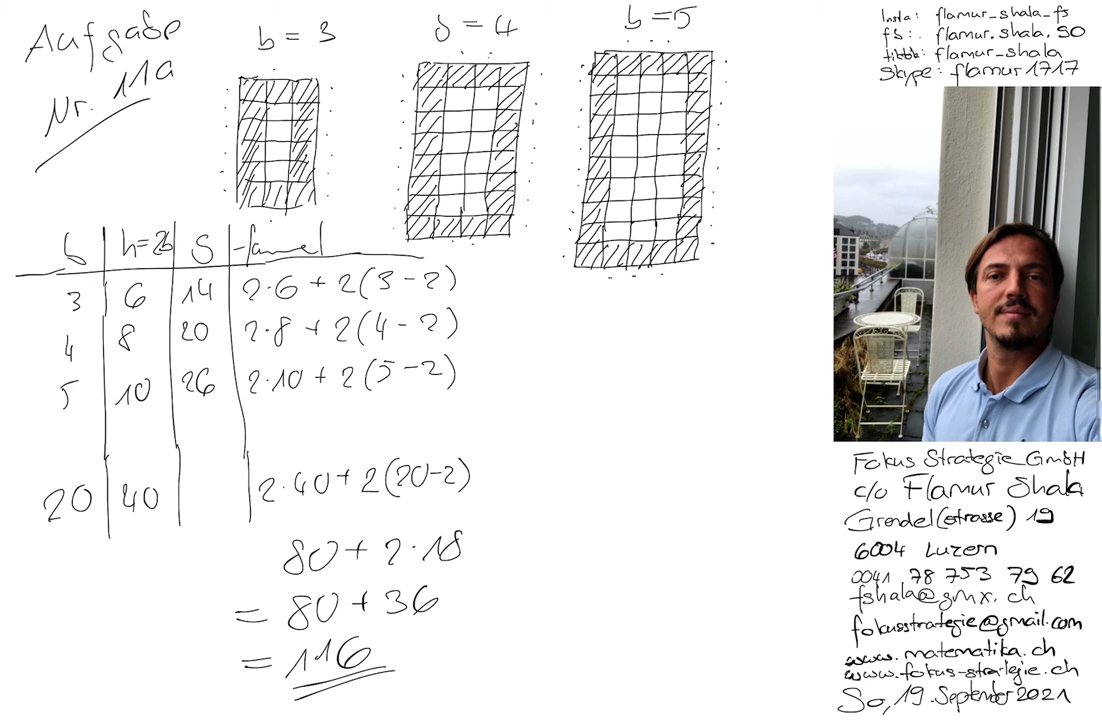 Aufgabe
Nr. 11a
b = 3
b = 4
b = 5
b | h=2b | S | Formel
3 | 6 | 14 | 2·6 + 2(3-2)
4 | 8 | 20 | 2·8 + 2(4-2)
5 | 10 | 26 | 2·10 + 2(5-2)
20 | 40 | | 2·40+2(20-2)
80 + 2·18
= 80 + 36
= 116
Insta: flamur_shala_fs
fb: flamur.shala.90
tiktok: flamur_shala
Skype: flamur1717
Fokus Strategie GmbH
c/o Flamur Shala
Grendel(strasse) 19
6004 Luzern
0041 78 753 79 62
fshala@gmx.ch
fokusstrategie@gmail.com
www.matematika.ch
www.fokus-strategie.ch
So, 19. September 2021